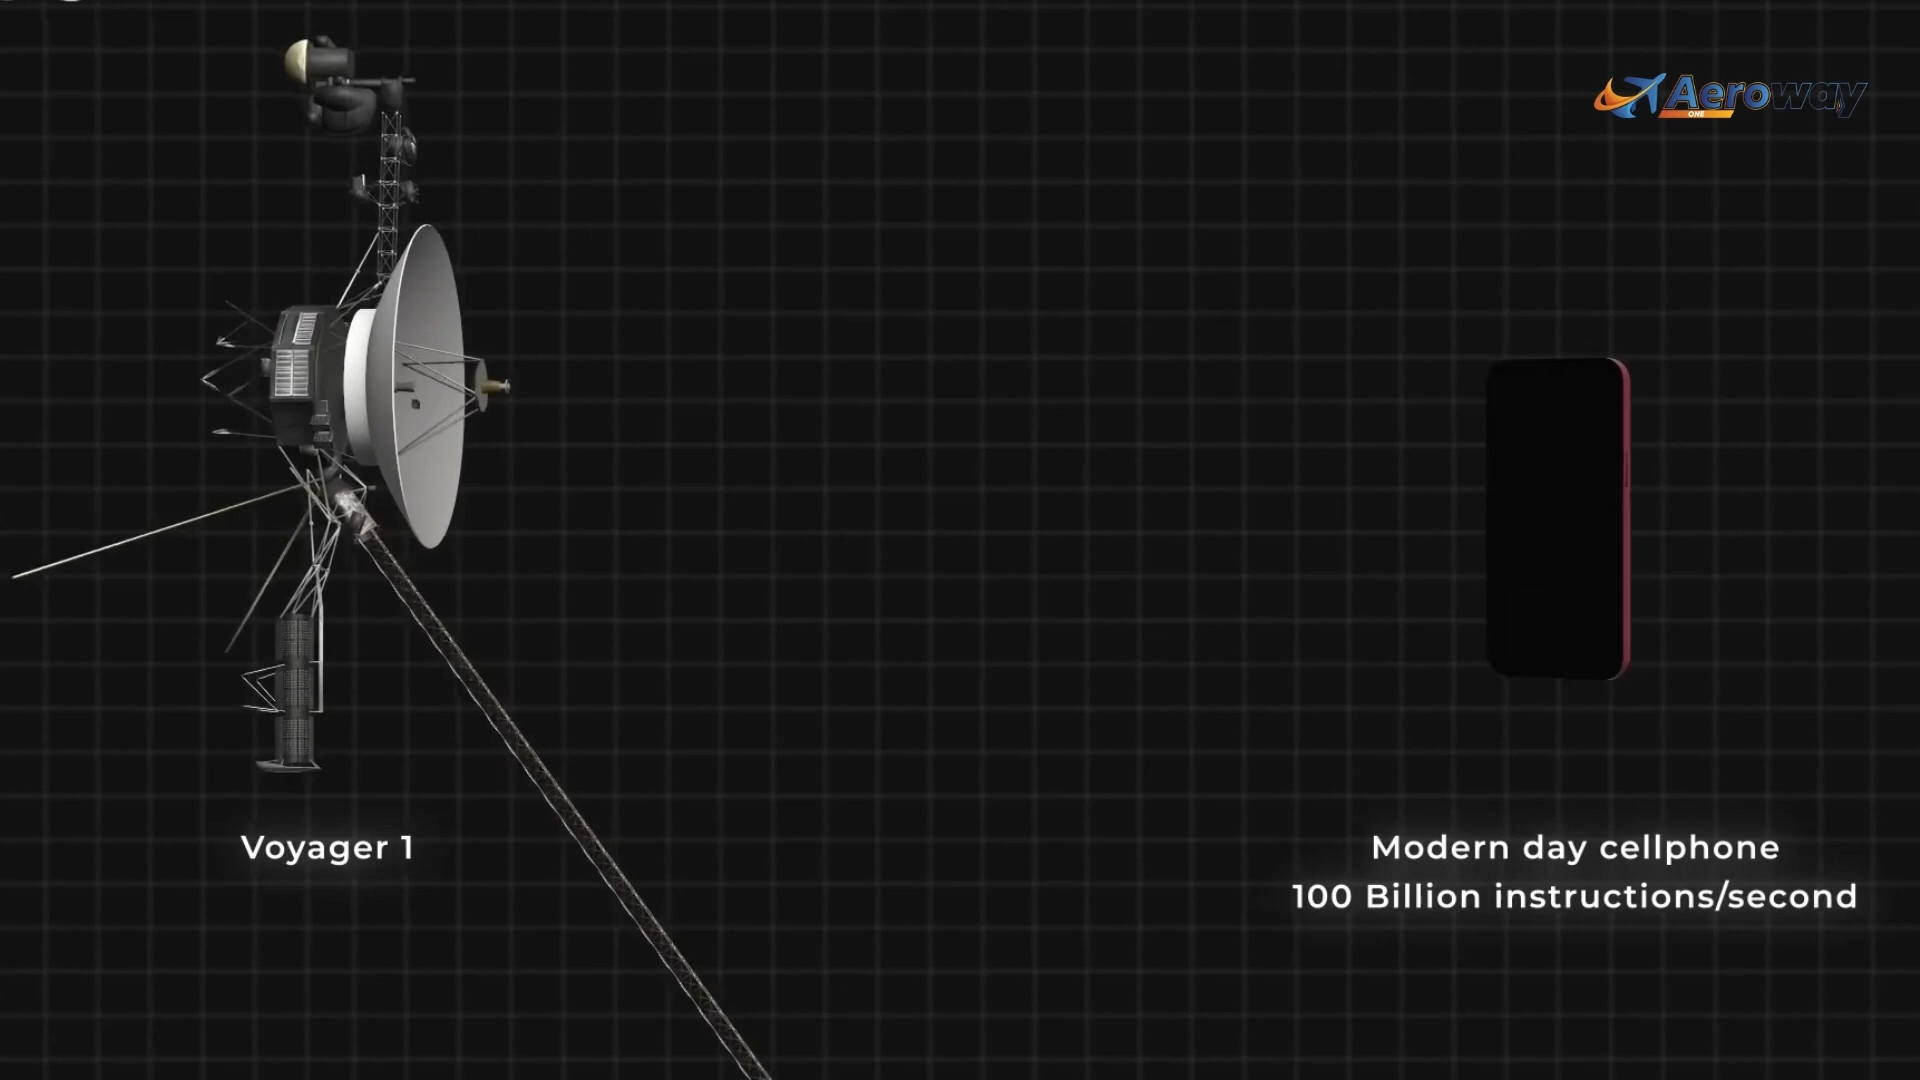 Aeroway
ONE
Voyager 1
Modern day cellphone
100 Billion instructions/second